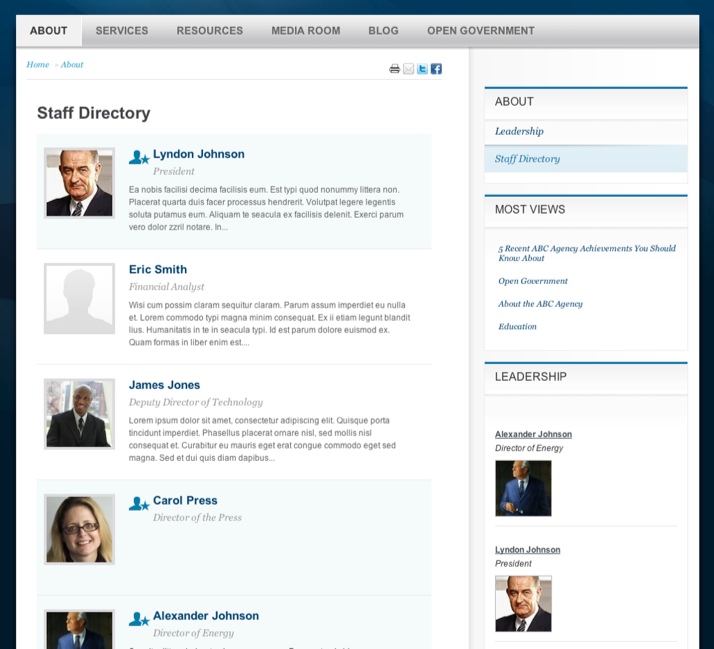 ABOUT
SERVICES
RESOURCES
MEDIA ROOM
BLOG
OPEN GOVERNMENT
Home » About
Staff Directory
Lyndon Johnson
President
Ea nobis facilisi decima facilisis eum. Est typi quod nonummy littera non.
Placerat quarta duis facer processus hendrerit. Volutpat legere legentis
soluta putamus eum. Aliquam te seacula ex facilisis delenit. Exerci parum
vero dolor zzril notare. In...
Eric Smith
Financial Analyst
Wisi cum possim claram sequitur claram. Parum assum imperdiet eu nulla
et. Lorem commodo typi magna minim consequat. Ex ii etiam legunt blandit
lius. Humanitatis in te in seacula typi. Id est parum dolore euismod ex.
Quam formas in liber enim est....
James Jones
Deputy Director of Technology
Lorem ipsum dolor sit amet, consectetur adipiscing elit. Quisque porta
tincidunt imperdiet. Phasellus placerat ornare nisl, sed mollis nisl
consequat et. Curabitur eu mauris eget erat congue commodo eget sed
magna. Sed et dui quis diam dapibus...
Carol Press
Director of the Press
Alexander Johnson
Director of Energy
ABOUT
Leadership
Staff Directory
MOST VIEWS
5 Recent ABC Agency Achievements You Should
Know About
Open Government
About the ABC Agency
Education
LEADERSHIP
Alexander Johnson
Director of Energy
Lyndon Johnson
President